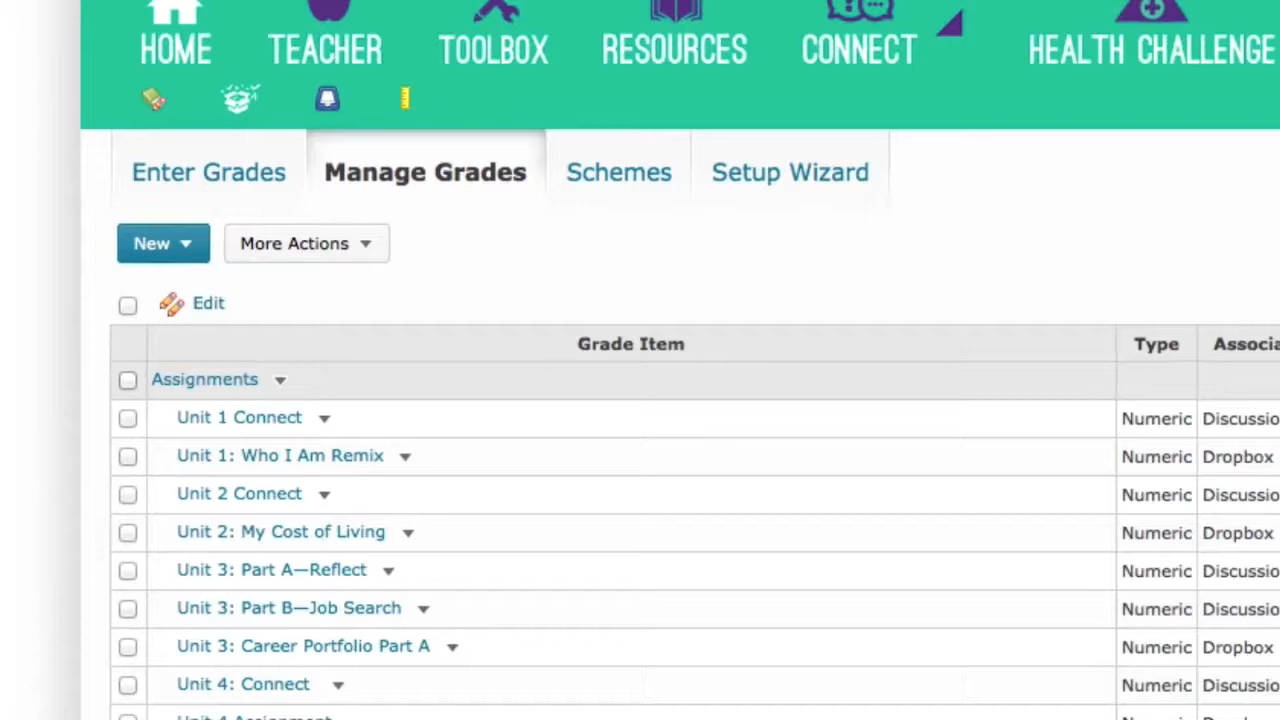 HOME TEACHER TOOLBOX RESOURCES CONNECT HEALTH CHALLENGE
Enter Grades Manage Grades Schemes Setup Wizard
New More Actions
Edit
Grade Item Type Associa
Assignments
Unit 1 Connect Numeric Discussio
Unit 1: Who I Am Remix Numeric Dropbox
Unit 2 Connect Numeric Discussio
Unit 2: My Cost of Living Numeric Dropbox
Unit 3: Part A—Reflect Numeric Discussio
Unit 3: Part B—Job Search Numeric Discussio
Unit 3: Career Portfolio Part A Numeric Dropbox
Unit 4: Connect Numeric Discussio
Unit 4 Assignment